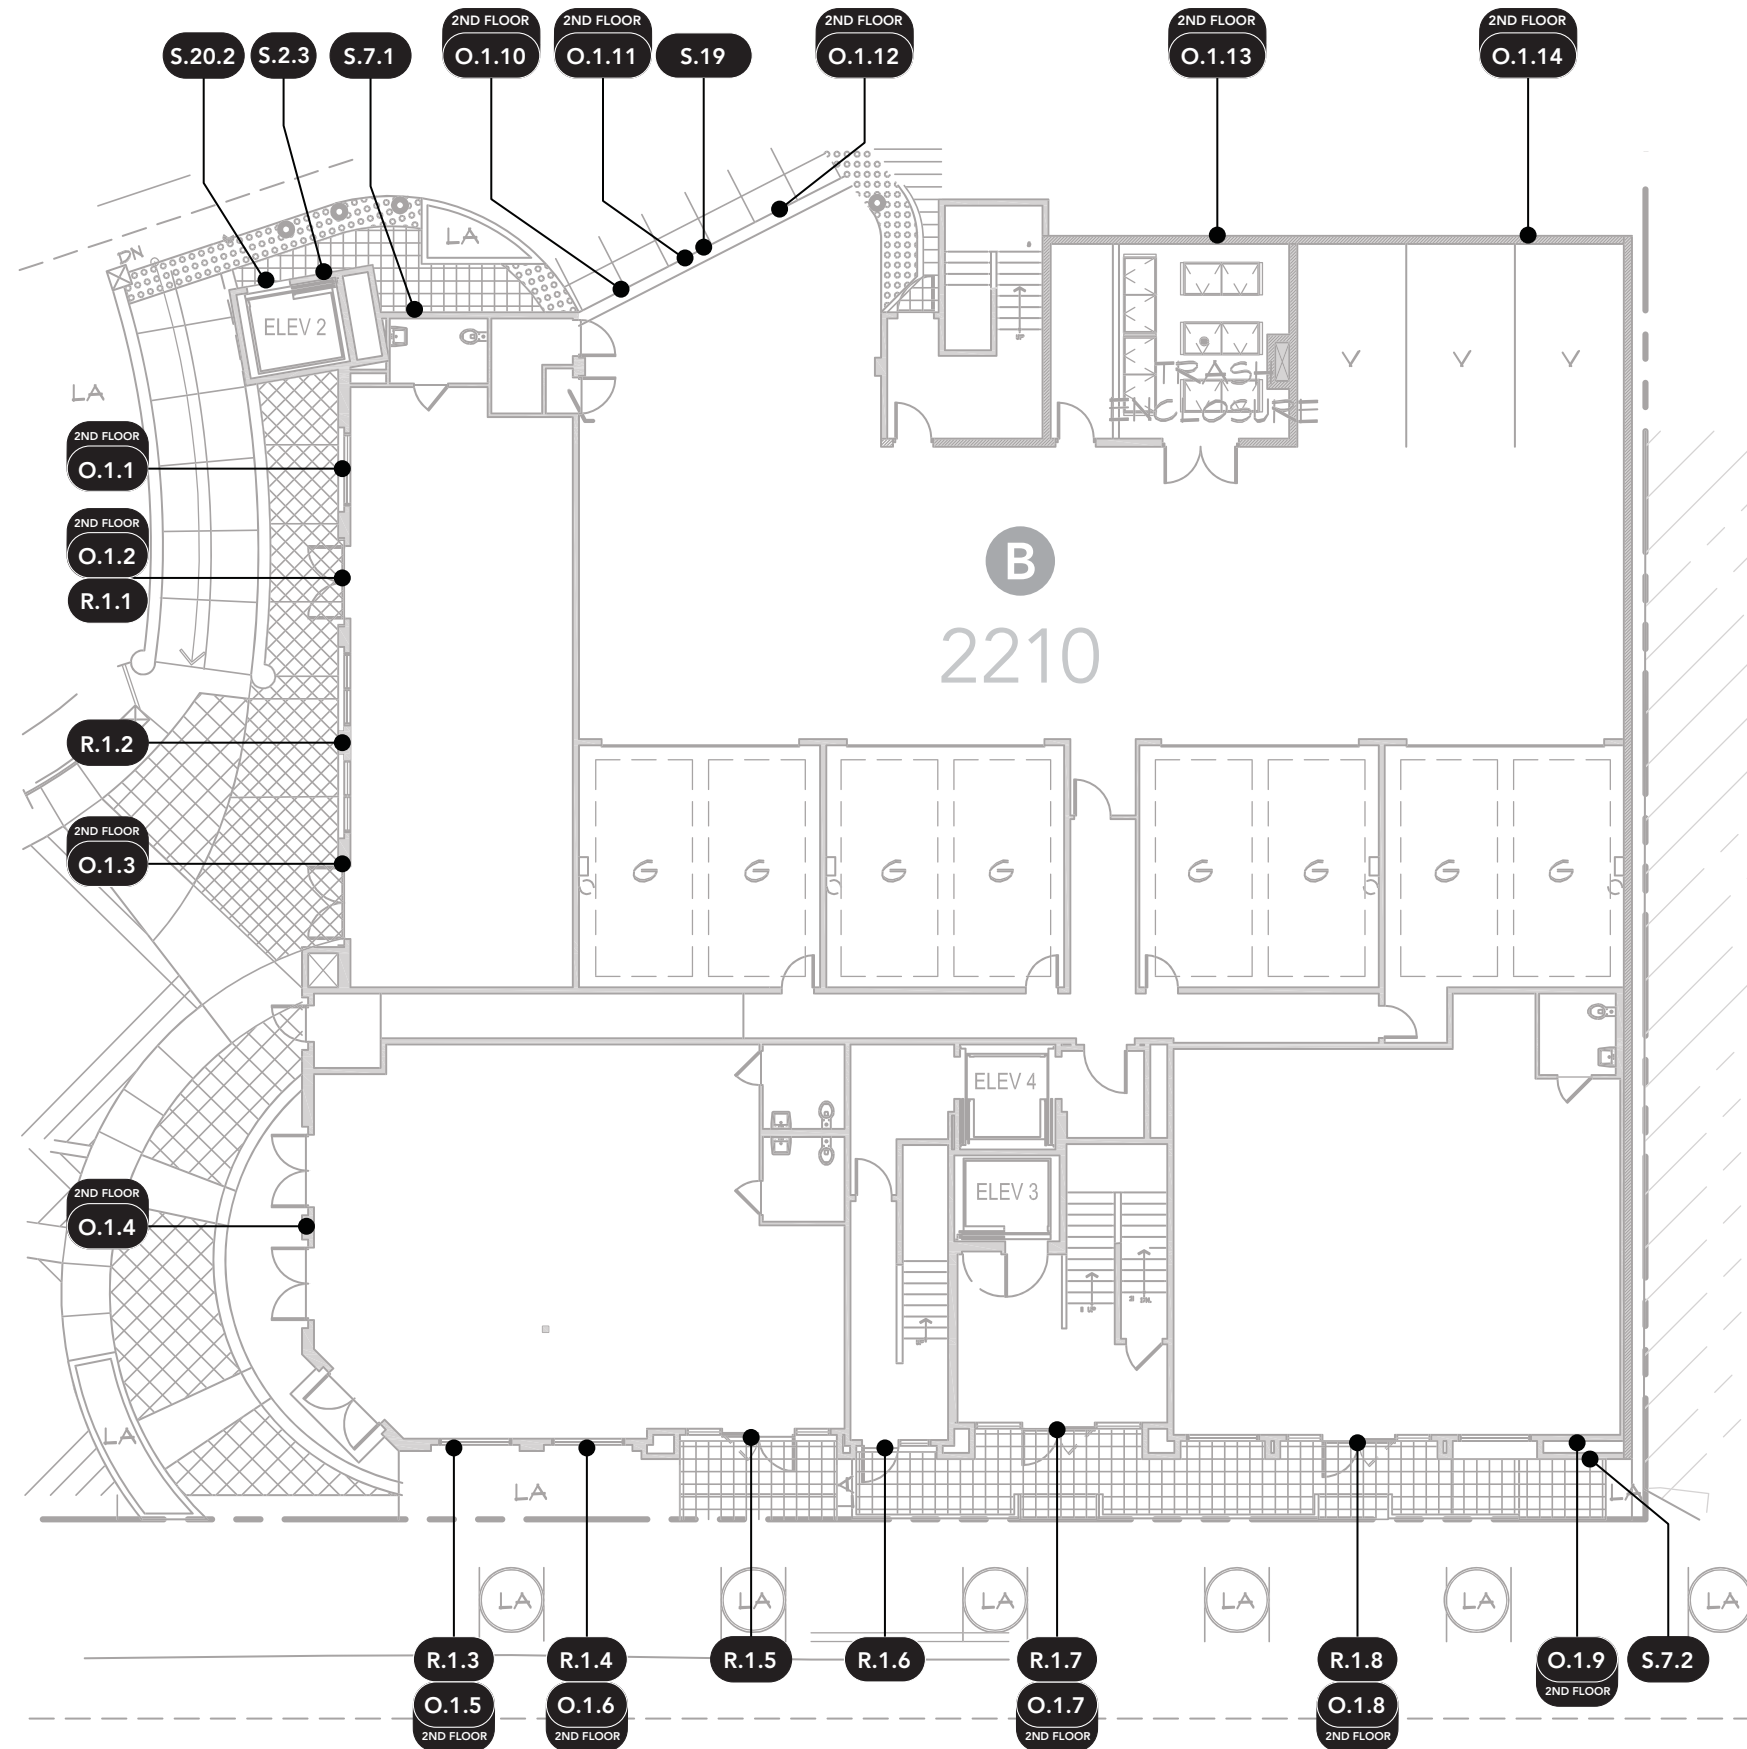 2ND FLOOR
2ND FLOOR
2ND FLOOR
2ND FLOOR
2ND FLOOR
S.20.2
S.2.3
S.7.1
O.1.10
O.1.11
S.19
O.1.12
O.1.13
O.1.14
LA
DN
ELEV 2
UP
V
V
V
TRASH
ENCLOSURE
LA
2ND FLOOR
O.1.1
2ND FLOOR
O.1.2
R.1.1
B
2210
R.1.2
2ND FLOOR
O.1.3
G
G
G
G
G
G
G
G
ELEV 4
ELEV 3
2ND FLOOR
O.1.4
UP
LA
LA
LA
LA
LA
LA
LA
LA
LA
LA
R.1.3
R.1.4
R.1.5
R.1.6
R.1.7
R.1.8
O.1.9
S.7.2
2ND FLOOR
O.1.5
O.1.6
O.1.7
O.1.8
2ND FLOOR
2ND FLOOR
2ND FLOOR
2ND FLOOR